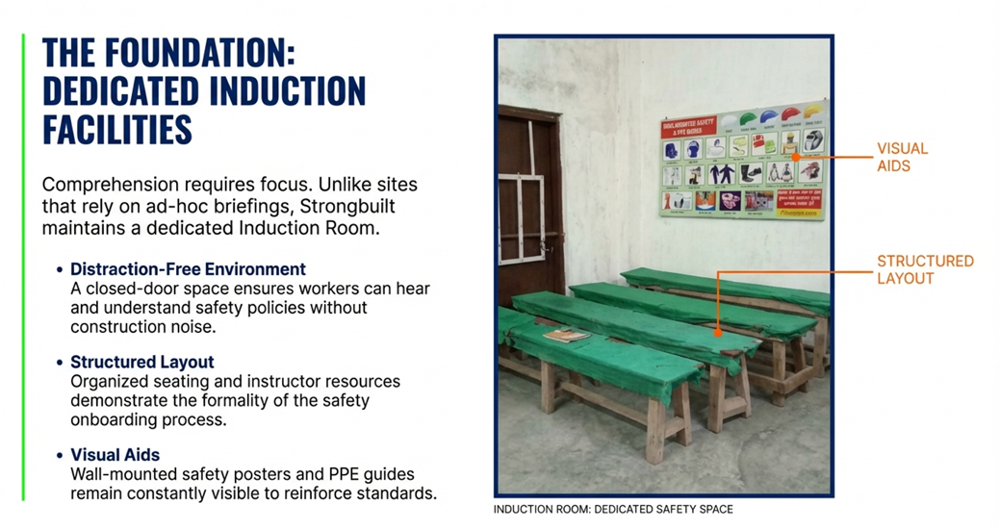 THE FOUNDATION:
DEDICATED INDUCTION
FACILITIES
Comprehension requires focus. Unlike sites
that rely on ad-hoc briefings, Strongbuilt
maintains a dedicated Induction Room.
• Distraction-Free Environment
A closed-door space ensures workers can hear
and understand safety policies without
construction noise.
• Structured Layout
Organized seating and instructor resources
demonstrate the formality of the safety
onboarding process.
• Visual Aids
Wall-mounted safety posters and PPE guides
remain constantly visible to reinforce standards.
VISUAL
AIDS
STRUCTURED
LAYOUT
INDUCTION ROOM: DEDICATED SAFETY SPACE